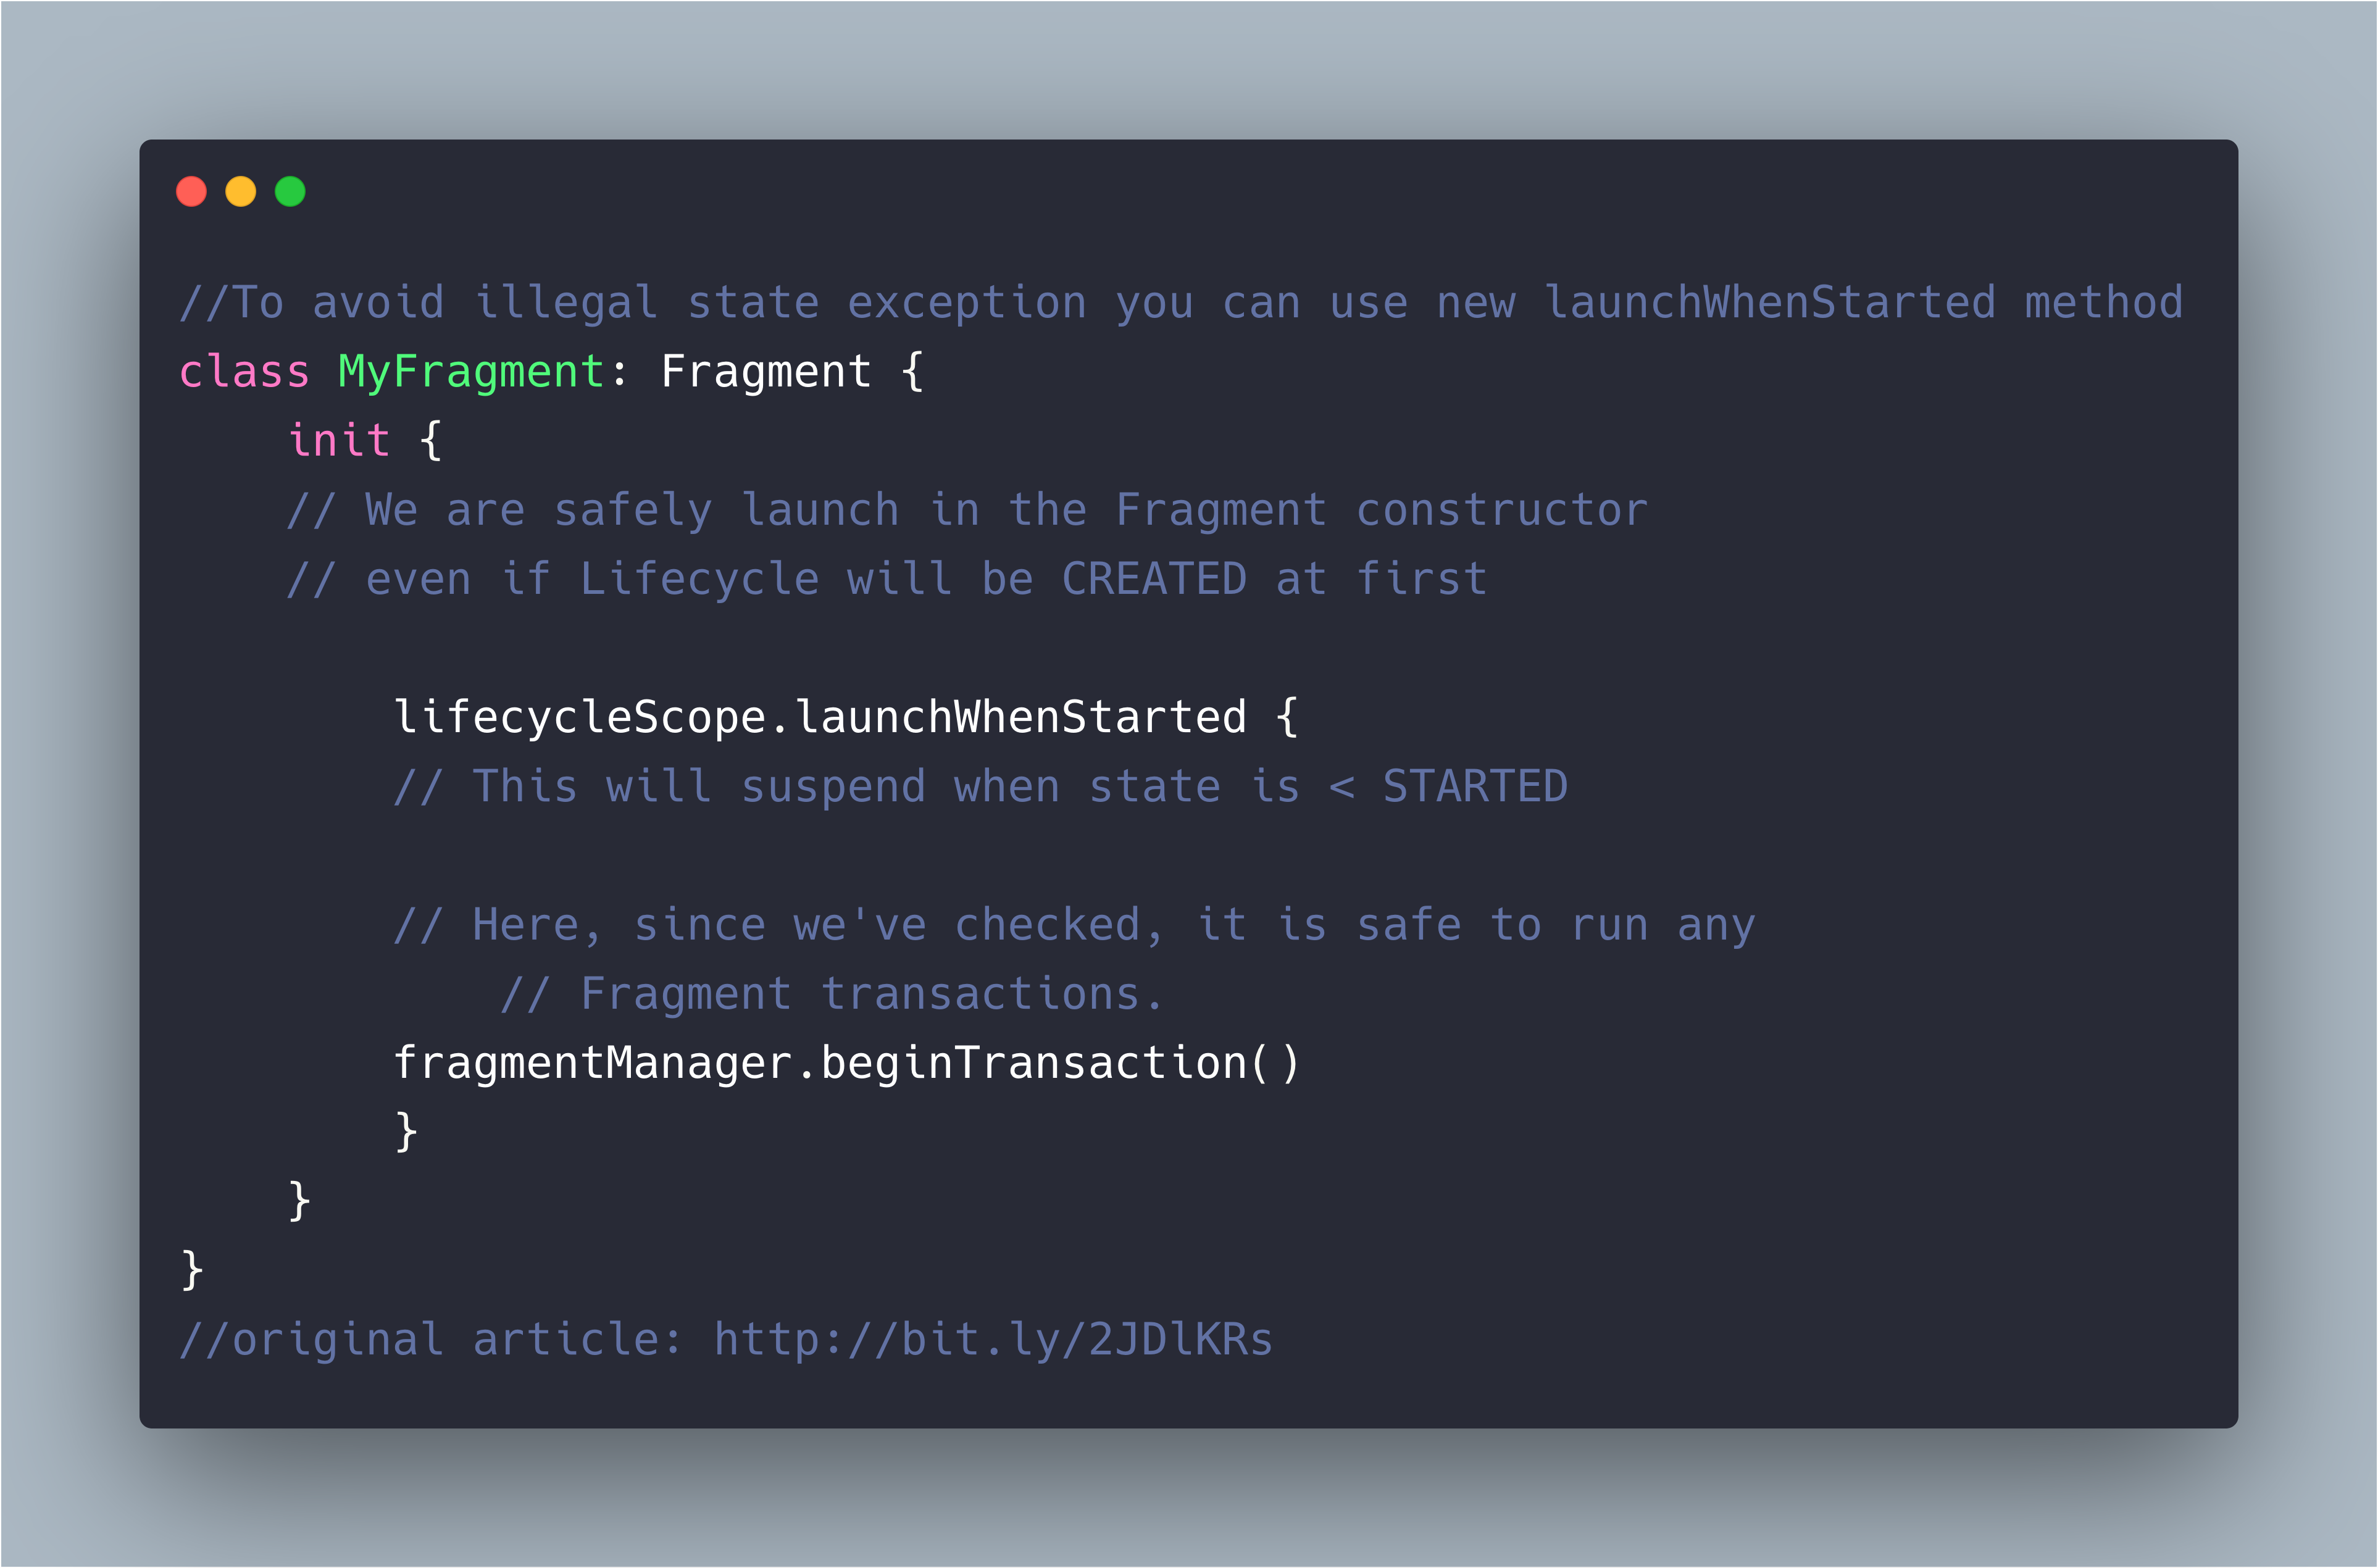 //To avoid illegal state exception you can use new launchWhenStarted method
class MyFragment: Fragment {
init {
// We are safely launch in the Fragment constructor
// even if Lifecycle will be CREATED at first
lifecycleScope.launchWhenStarted {
// This will suspend when state is < STARTED
// Here, since we've checked, it is safe to run any
// Fragment transactions.
fragmentManager.beginTransaction()
}
}
}
//original article: http://bit.ly/2JDlKRs